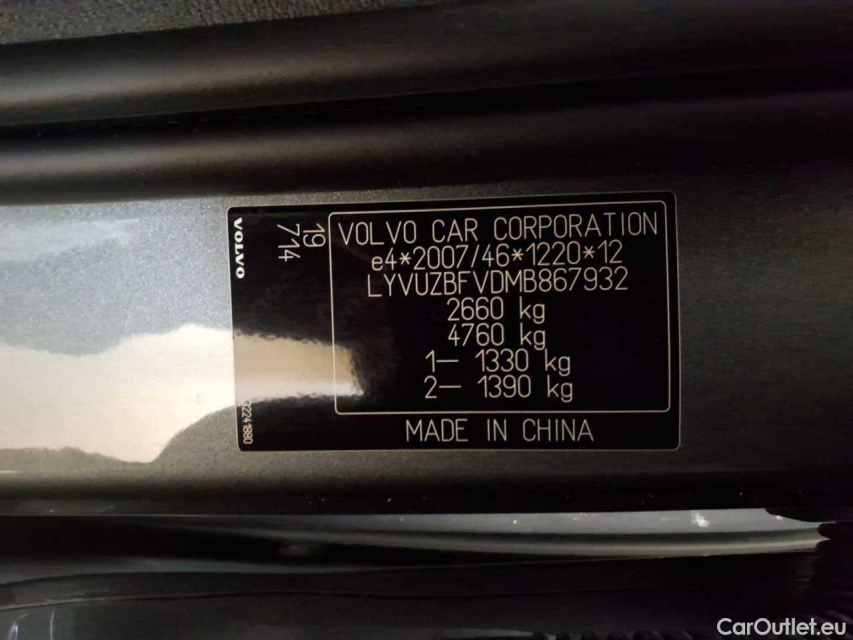 VOLVO
19
714
VOLVO CAR CORPORATION
e4*2007/46*1220*12
LYVUZBFVDMB867932
2660 kg
4760 kg
1— 1330 kg
2— 1390 kg
MADE IN CHINA
CarOutlet.eu